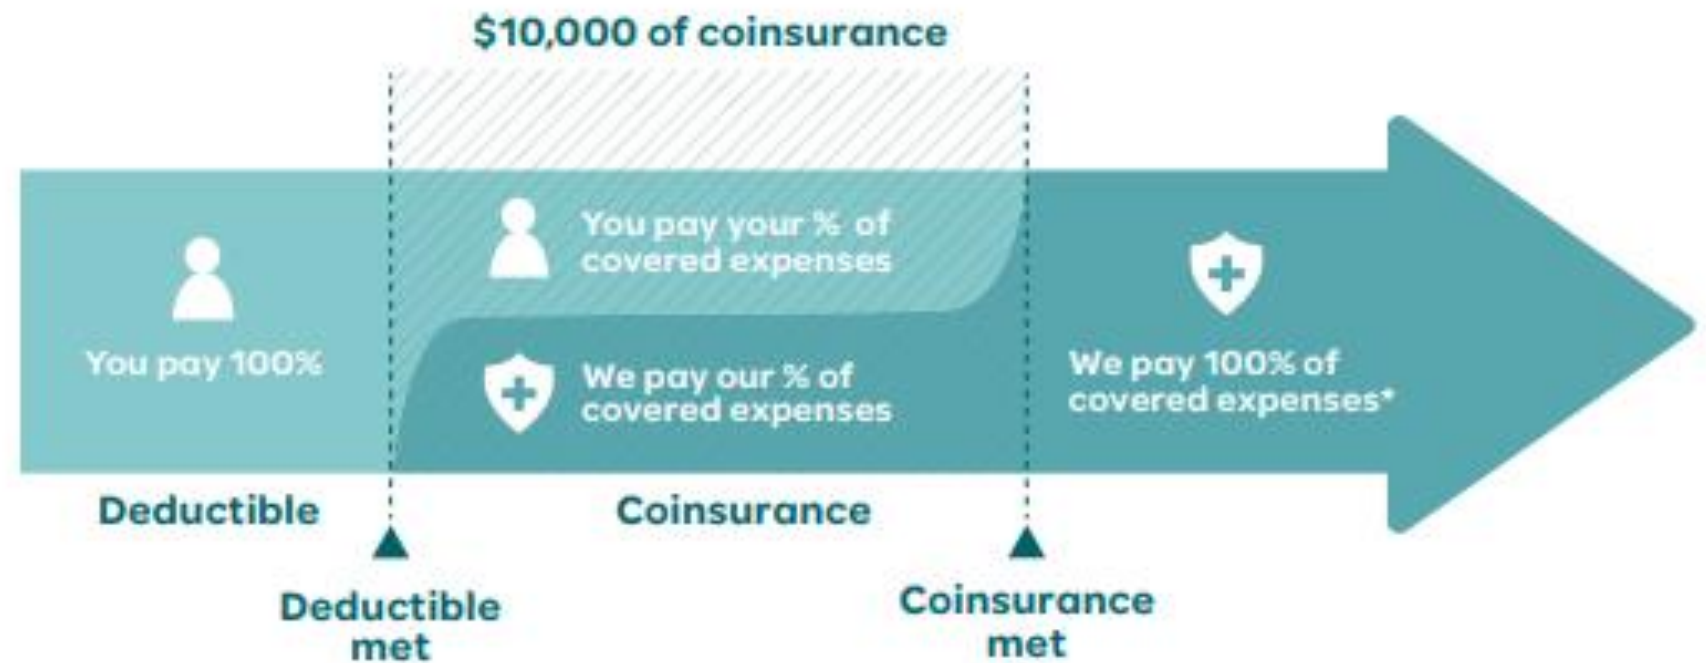 $10,000 of coinsurance
You pay 100%
You pay your % of
covered expenses
We pay our % of
covered expenses
We pay 100% of
covered expenses*
Deductible
Coinsurance
Deductible
met
Coinsurance
met